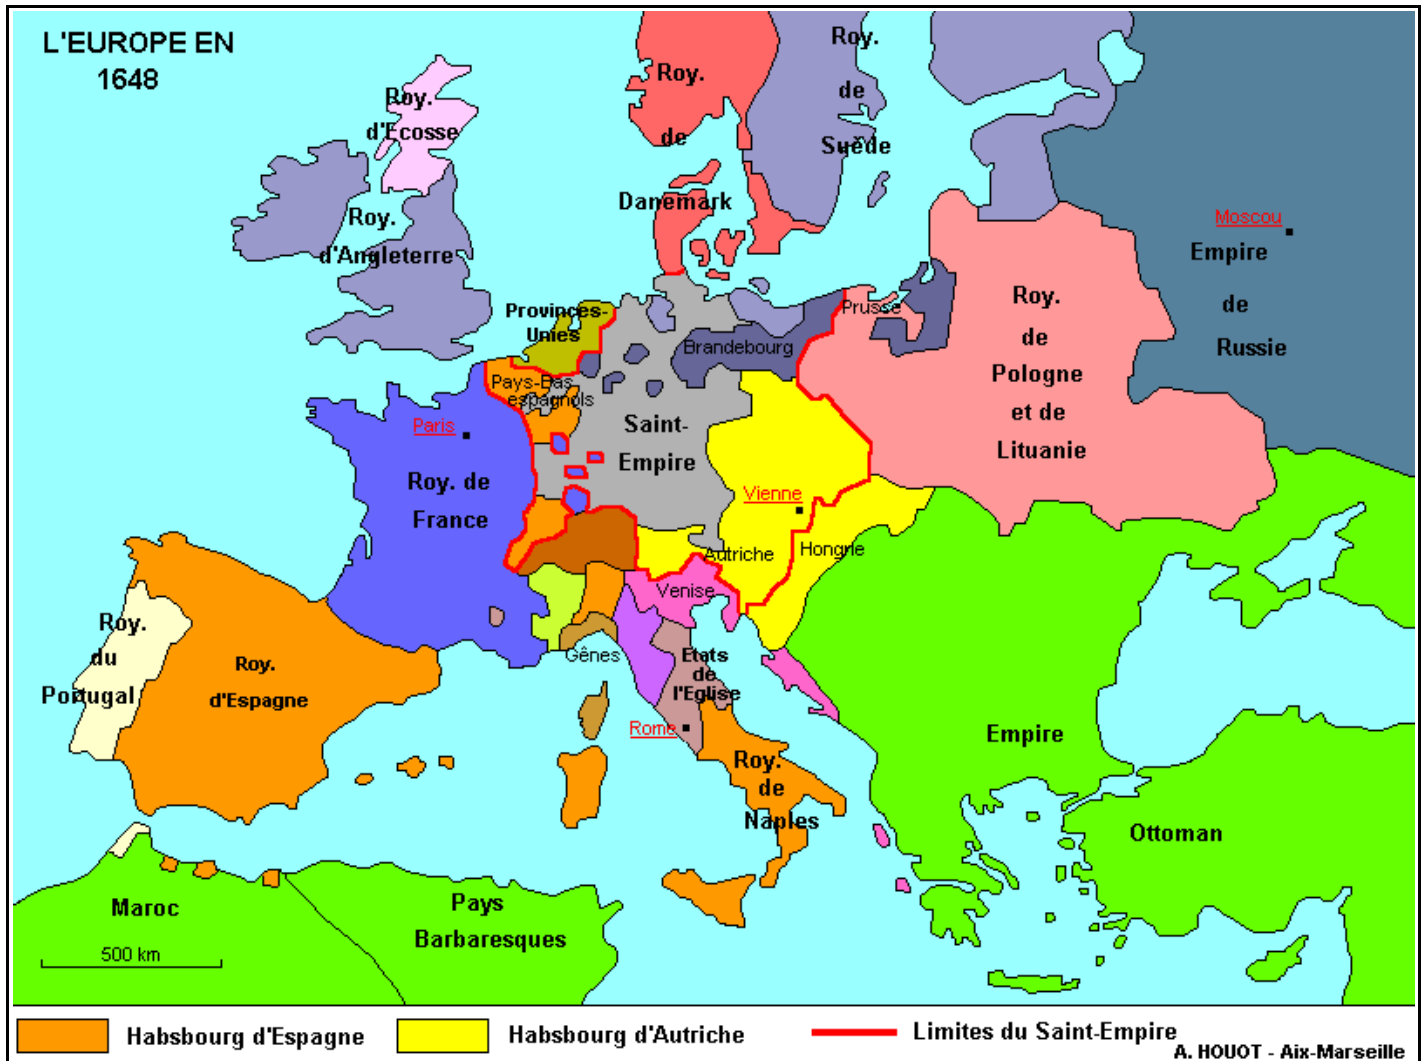 L'EUROPE EN
1648
Roy.
d'Ecosse
Roy.
d'Angleterre
Roy.
de
Danemark
Roy.
de
Suède
Moscou
Empire
de
Russie
Provinces-
Unies
Prusse
Brandebourg
Roy.
de
Pologne
et de
Lituanie
Pays-Bas
espagnols
Paris
Saint-
Empire
Roy. de
France
Vienne
Autriche
Hongrie
Venise
Roy.
du
Portugal
Roy.
d'Espagne
Gênes
Etats
de
l'Eglise
Rome
Roy.
de
Naples
Empire
Ottoman
Maroc
Pays
Barbaresques
500 km
Habsbourg d'Espagne
Habsbourg d'Autriche
Limites du Saint-Empire
A. HOUOT - Aix-Marseille